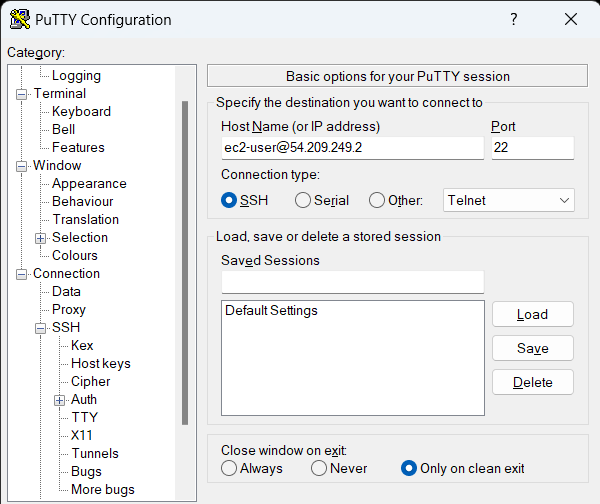 PuTTY Configuration
?
Category:
Logging
Terminal
Keyboard
Bell
Features
Window
Appearance
Behaviour
Translation
Selection
Colours
Connection
Data
Proxy
SSH
Kex
Host keys
Cipher
Auth
TTY
X11
Tunnels
Bugs
More bugs
Basic options for your PuTTY session
Specify the destination you want to connect to
Host Name (or IP address) Port
ec2-user@54.209.249.2 22
Connection type:
SSH Serial Other: Telnet
Load, save or delete a stored session
Saved Sessions
Default Settings
Load
Save
Delete
Close window on exit:
Always Never Only on clean exit